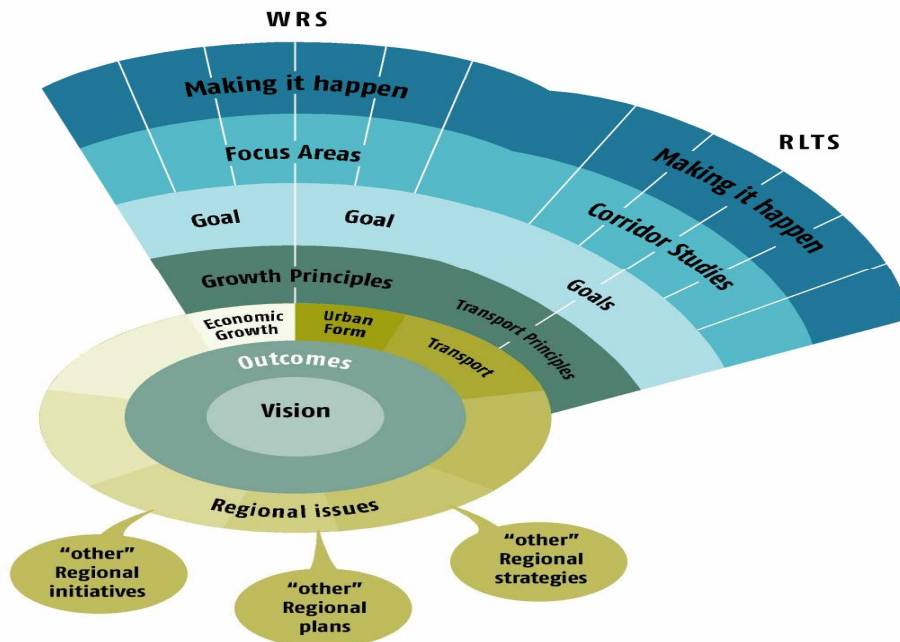 WRS
RLTS
Making it happen
Making it happen
Focus Areas
Corridor Studies
Goal
Goal
Goals
Growth Principles
Transport Principles
Economic
Growth
Urban
Form
Transport
Outcomes
Vision
Regional issues
“other”
Regional
initiatives
“other”
Regional
plans
“other”
Regional
strategies